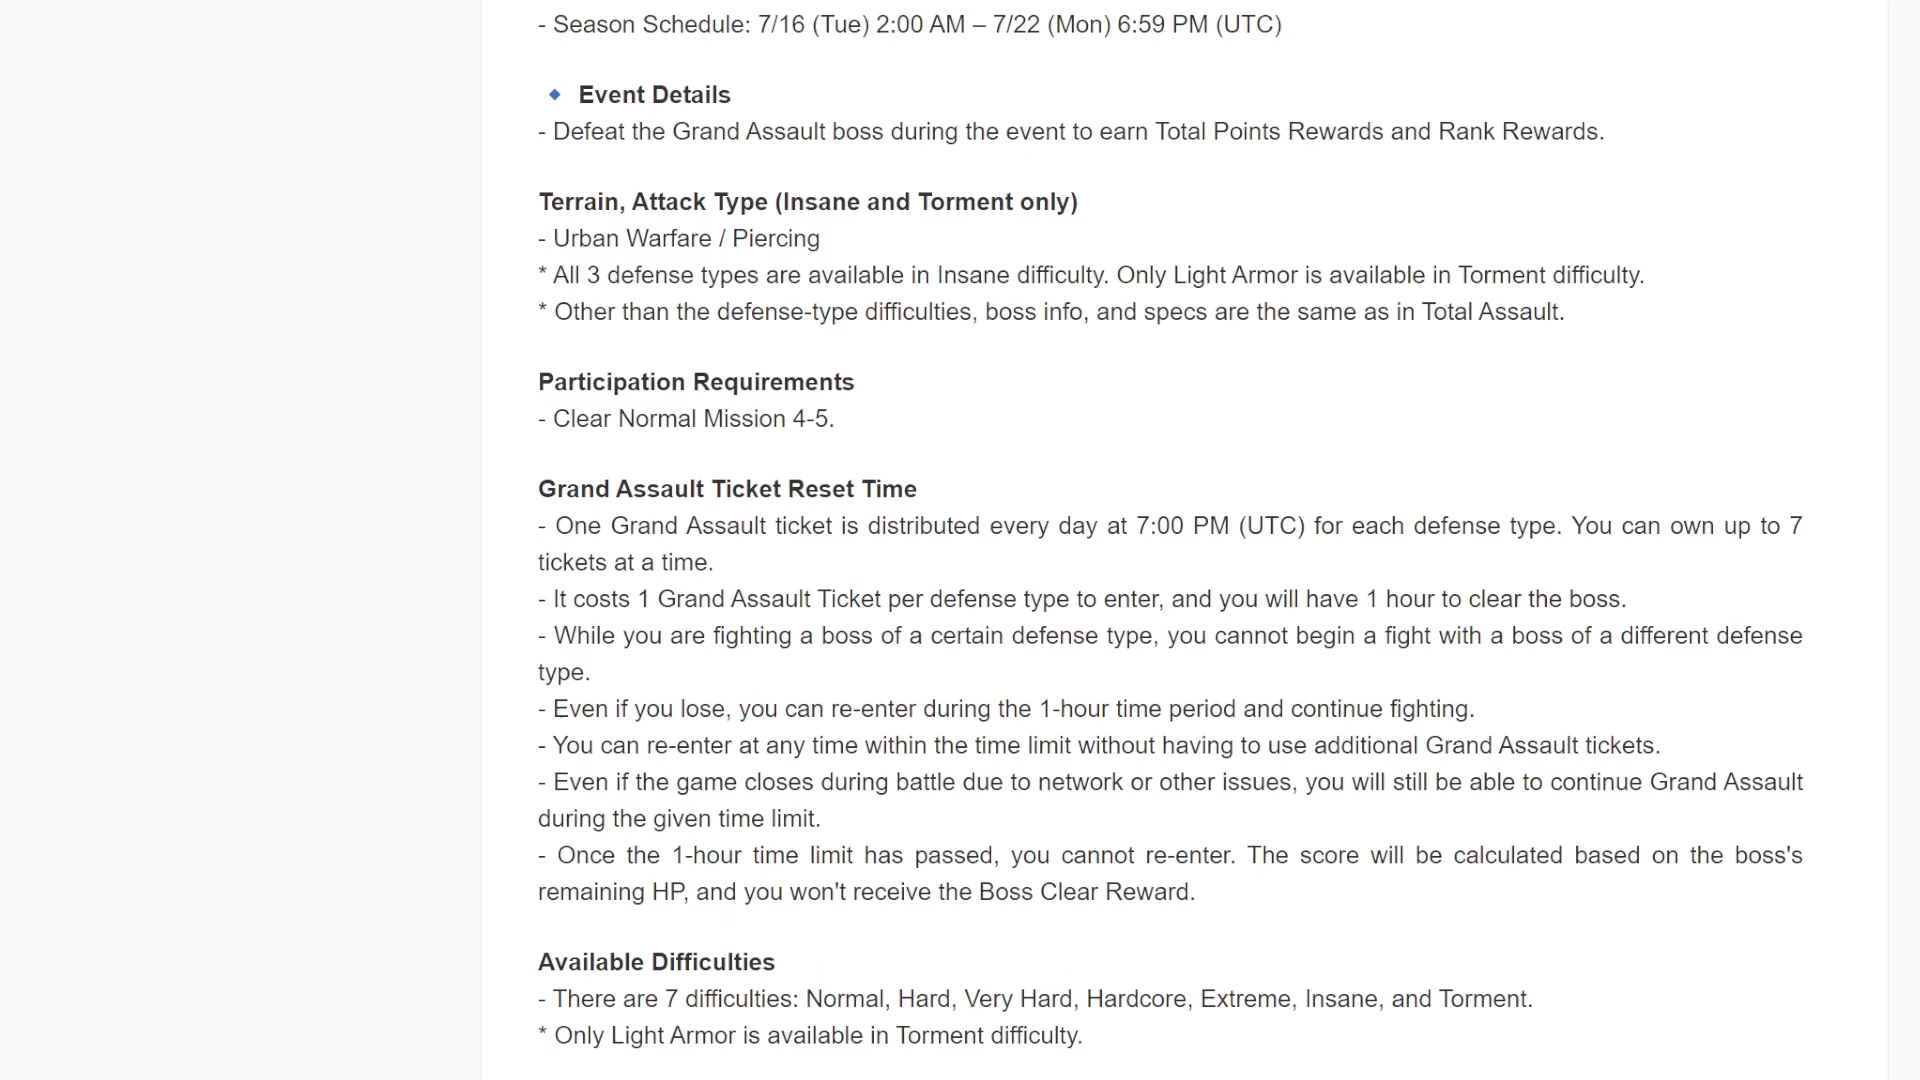 - Season Schedule: 7/16 (Tue) 2:00 AM – 7/22 (Mon) 6:59 PM (UTC)
🔹 Event Details
- Defeat the Grand Assault boss during the event to earn Total Points Rewards and Rank Rewards.
Terrain, Attack Type (Insane and Torment only)
- Urban Warfare / Piercing
* All 3 defense types are available in Insane difficulty. Only Light Armor is available in Torment difficulty.
* Other than the defense-type difficulties, boss info, and specs are the same as in Total Assault.
Participation Requirements
- Clear Normal Mission 4-5.
Grand Assault Ticket Reset Time
- One Grand Assault ticket is distributed every day at 7:00 PM (UTC) for each defense type. You can own up to 7
tickets at a time.
- It costs 1 Grand Assault Ticket per defense type to enter, and you will have 1 hour to clear the boss.
- While you are fighting a boss of a certain defense type, you cannot begin a fight with a boss of a different defense
type.
- Even if you lose, you can re-enter during the 1-hour time period and continue fighting.
- You can re-enter at any time within the time limit without having to use additional Grand Assault tickets.
- Even if the game closes during battle due to network or other issues, you will still be able to continue Grand Assault
during the given time limit.
- Once the 1-hour time limit has passed, you cannot re-enter. The score will be calculated based on the boss's
remaining HP, and you won't receive the Boss Clear Reward.
Available Difficulties
- There are 7 difficulties: Normal, Hard, Very Hard, Hardcore, Extreme, Insane, and Torment.
* Only Light Armor is available in Torment difficulty.